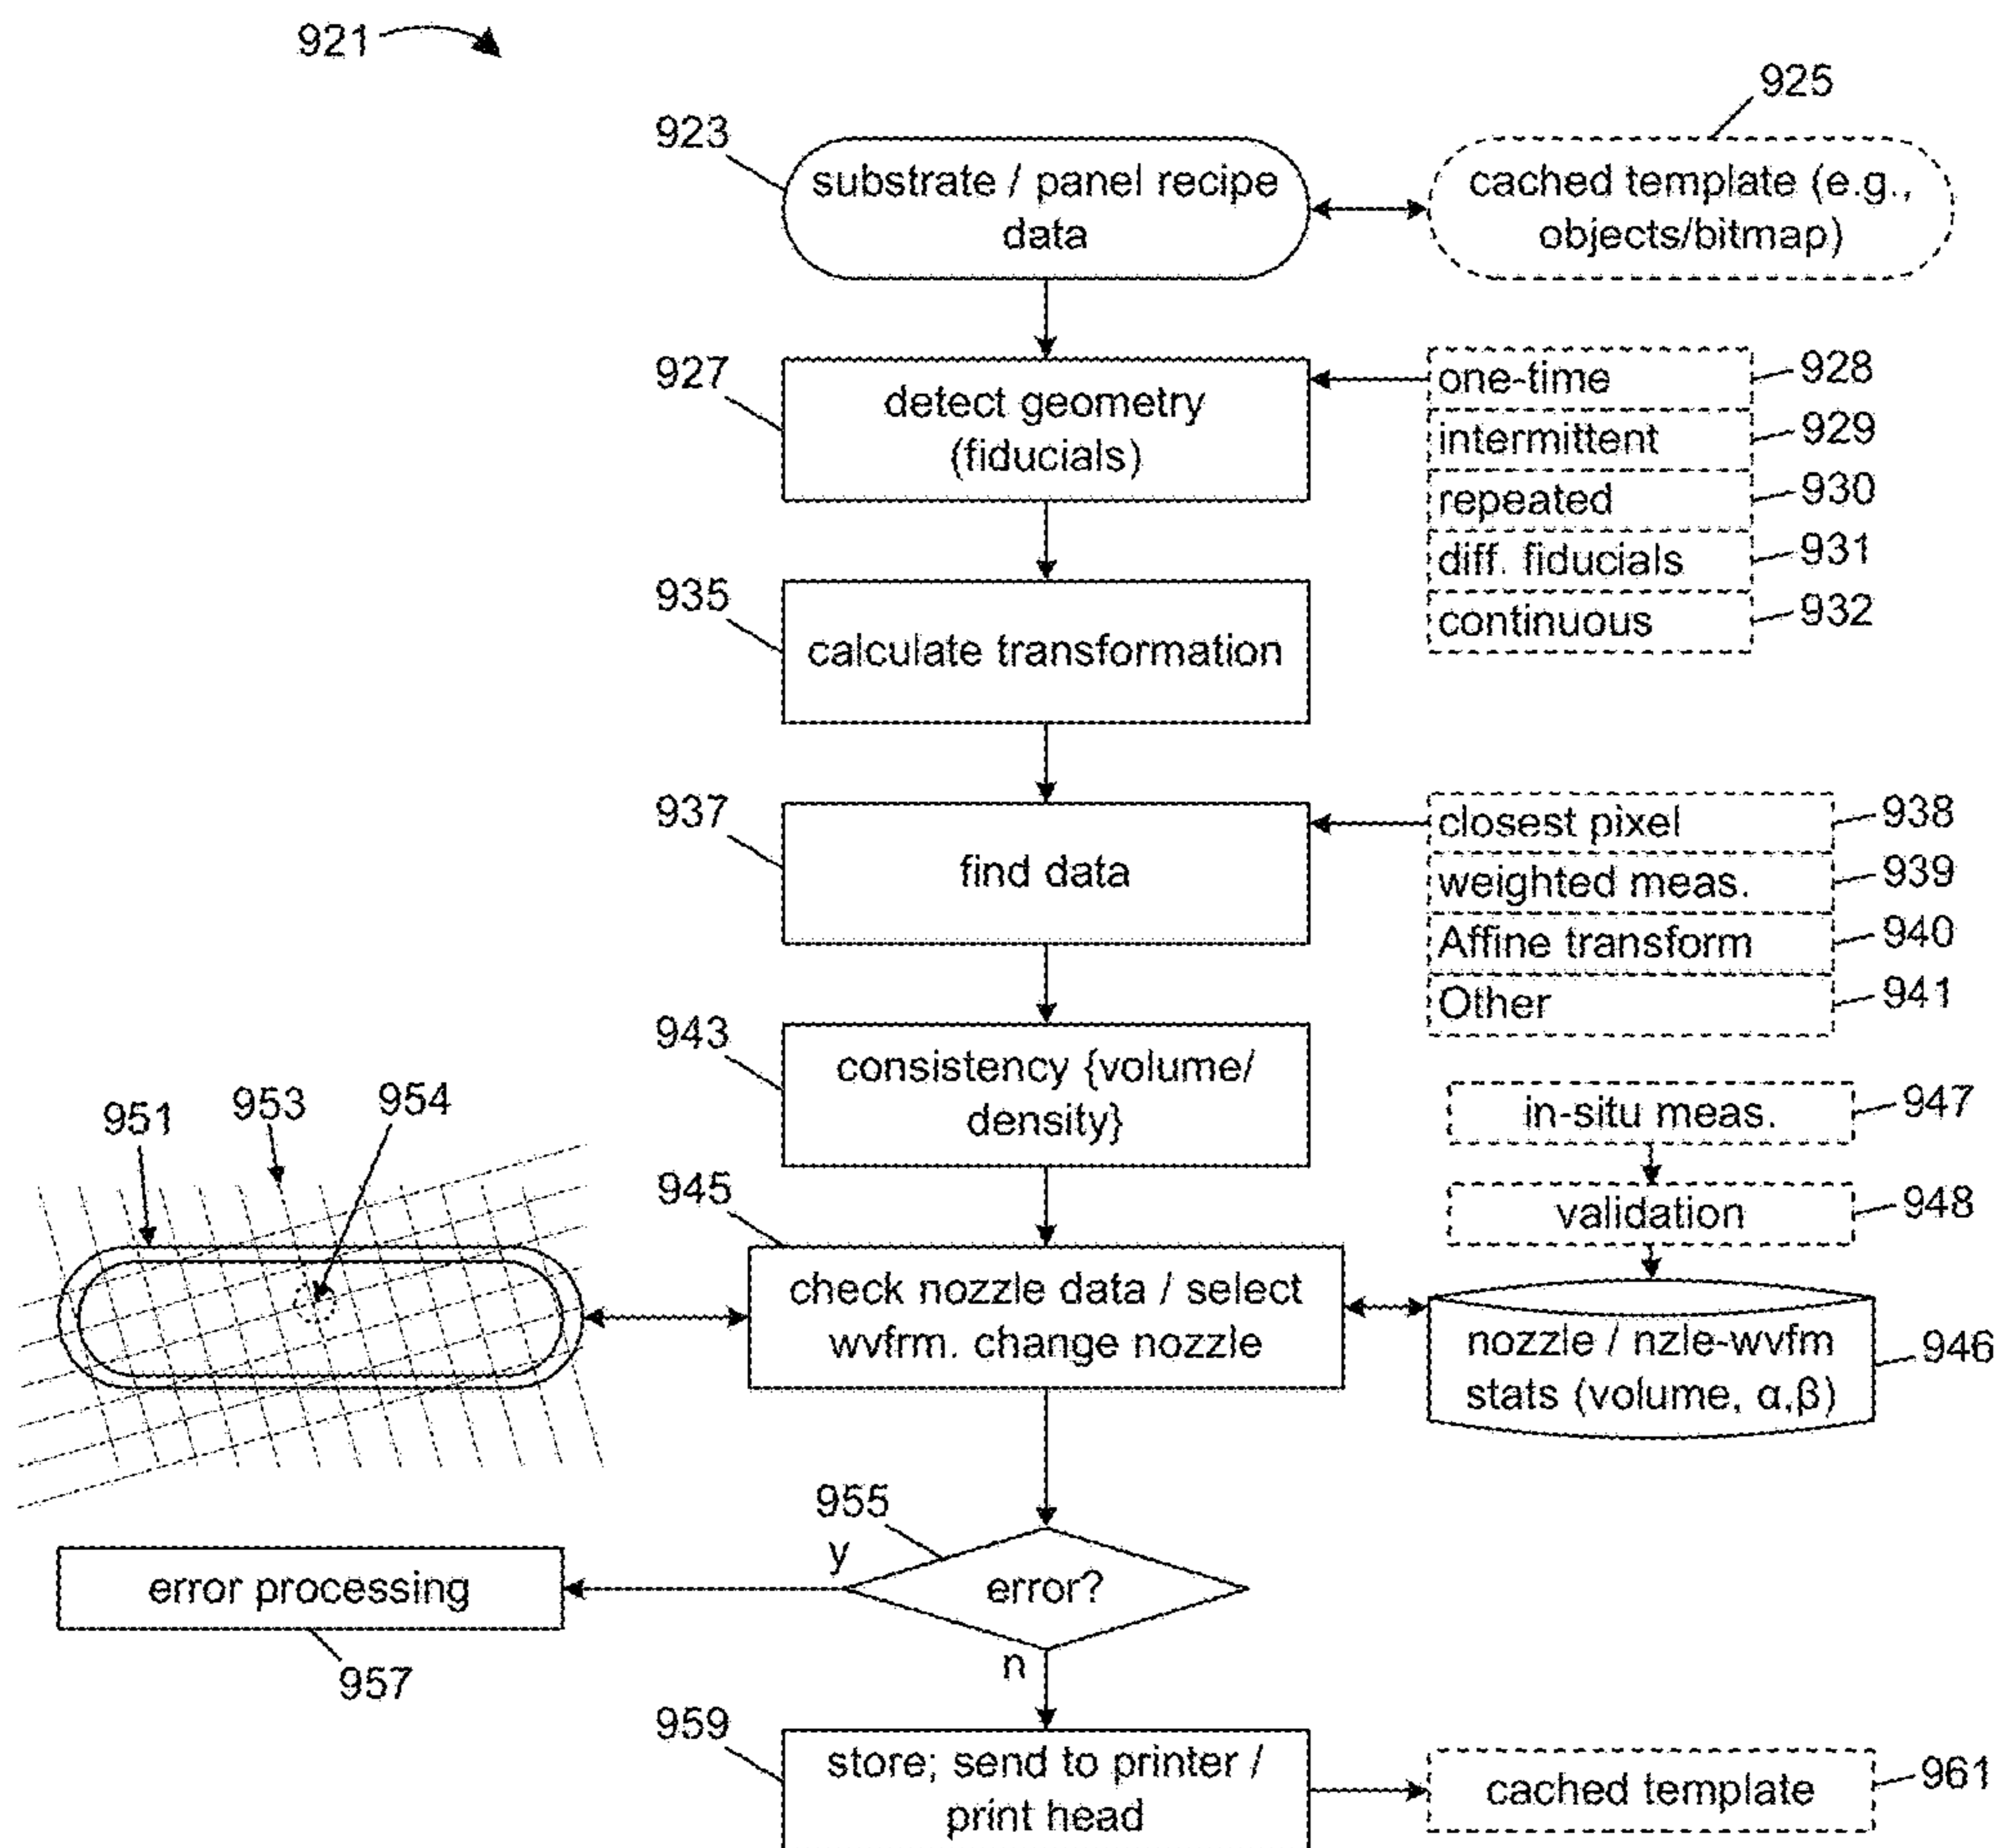 921
925
923
substrate / panel recipe
data
cached template (e.g.,
objects/bitmap)
927
detect geometry
(fiducials)
one-time
928
intermittent
929
repeated
930
diff. fiducials
931
continuous
932
935
calculate transformation
937
find data
closest pixel
938
weighted meas.
939
Affine transform
940
Other
941
943
consistency {volume/
density}
951
953
954
in-situ meas.
947
validation
948
945
check nozzle data / select
wvfrm. change nozzle
nozzle / nzle-wvfm
stats (volume, α,β)
946
955
y
error?
n
error processing
957
959
store; send to printer /
print head
cached template
961